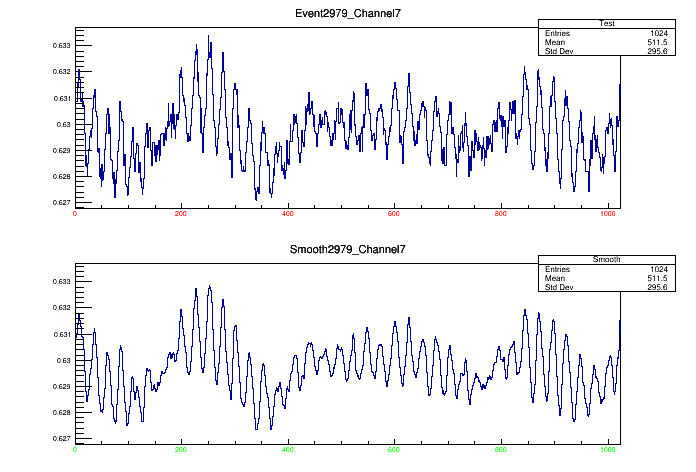 Event2979_Channel7
Test
Entries 1024
Mean 511.5
Std Dev 295.6
0.633
0.632
0.631
0.63
0.629
0.628
0.627
0 200 400 600 800 1000
Smooth2979_Channel7
Smooth
Entries 1024
Mean 511.5
Std Dev 295.6
0.633
0.632
0.631
0.63
0.629
0.628
0.627
0 200 400 600 800 1000